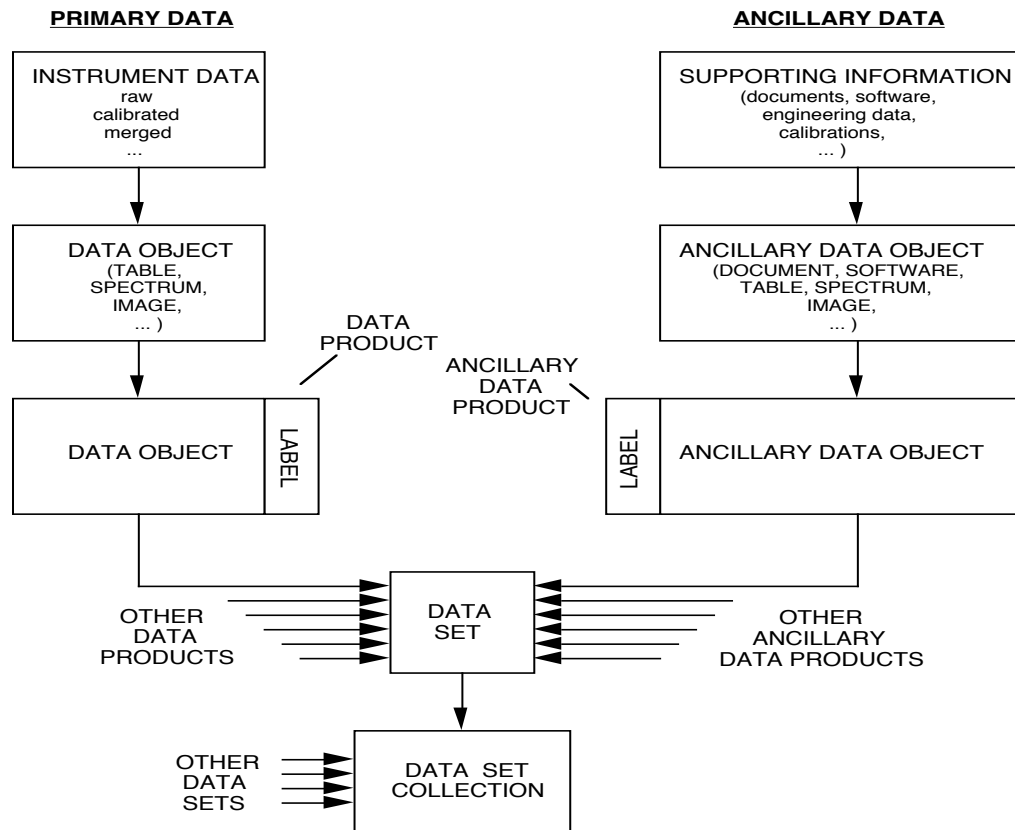 PRIMARY DATA
INSTRUMENT DATA
raw
calibrated
merged
...
DATA OBJECT
(TABLE,
SPECTRUM,
IMAGE,
... )
DATA
PRODUCT
DATA OBJECT
LABEL
ANCILLARY DATA
SUPPORTING INFORMATION
(documents, software,
engineering data,
calibrations,
... )
ANCILLARY DATA OBJECT
(DOCUMENT, SOFTWARE,
TABLE, SPECTRUM,
IMAGE,
... )
ANCILLARY
DATA
PRODUCT
LABEL
ANCILLARY DATA OBJECT
OTHER
DATA
PRODUCTS
DATA
SET
OTHER
ANCILLARY
DATA PRODUCTS
OTHER
DATA
SETS
DATA SET
COLLECTION